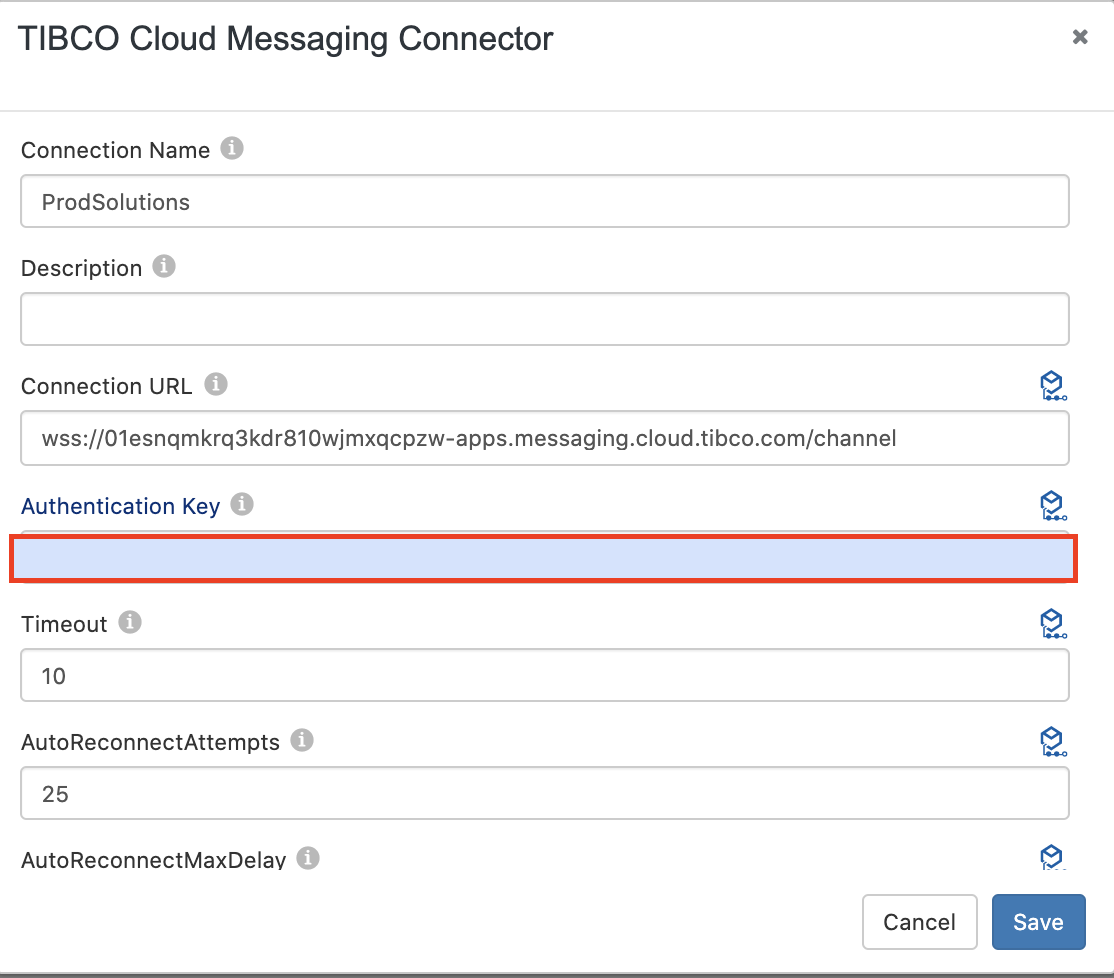 TIBCO Cloud Messaging Connector
Connection Name
ProdSolutions
Description
Connection URL
wss://01esnqmkrq3kdr810wjmxqcpzw-apps.messaging.cloud.tibco.com/channel
Authentication Key
Timeout
10
AutoReconnectAttempts
25
AutoReconnectMaxDelay
Cancel Save